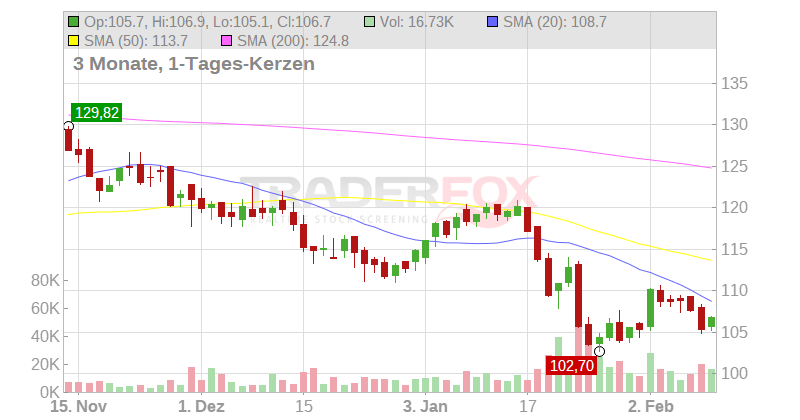 Op:105.7, Hi:106.9, Lo:105.1, Cl:106.7 Vol: 16.73K SMA (20): 108.7
SMA (50): 113.7 SMA (200): 124.8
3 Monate, 1-Tages-Kerzen
135
129,82
130
125
TRADERFOX
120
STOCK SCREENING
115
80K
110
60K
105
40K
102,70
20K
100
0K
15. Nov 1. Dez 15 3. Jan 17 2. Feb